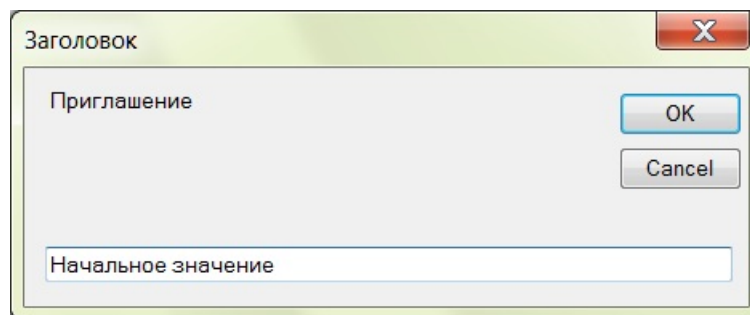 Заголовок
Приглашение
OK
Cancel
Начальное значение